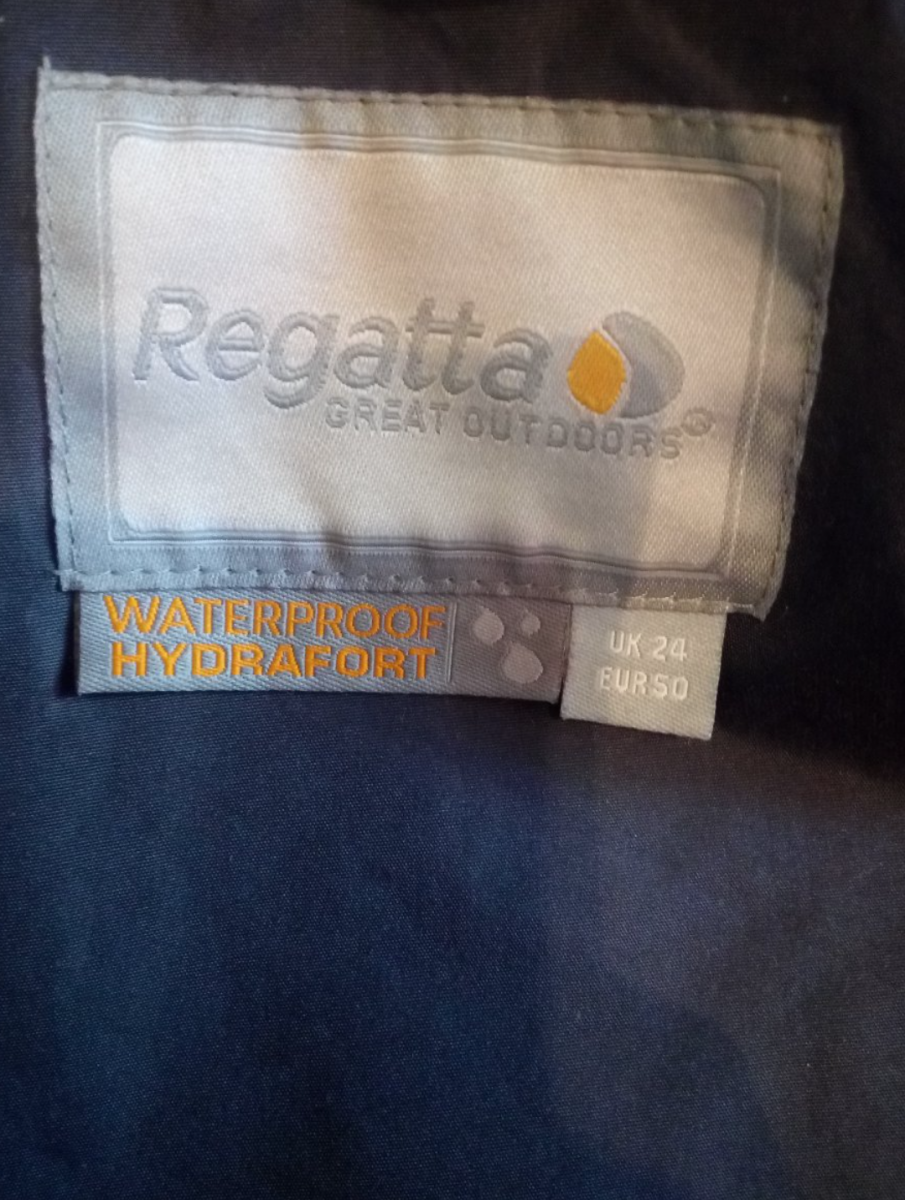 Regatta
GREAT OUTDOORS®
WATERPROOF
HYDRAFORT
UK 24
EUR50